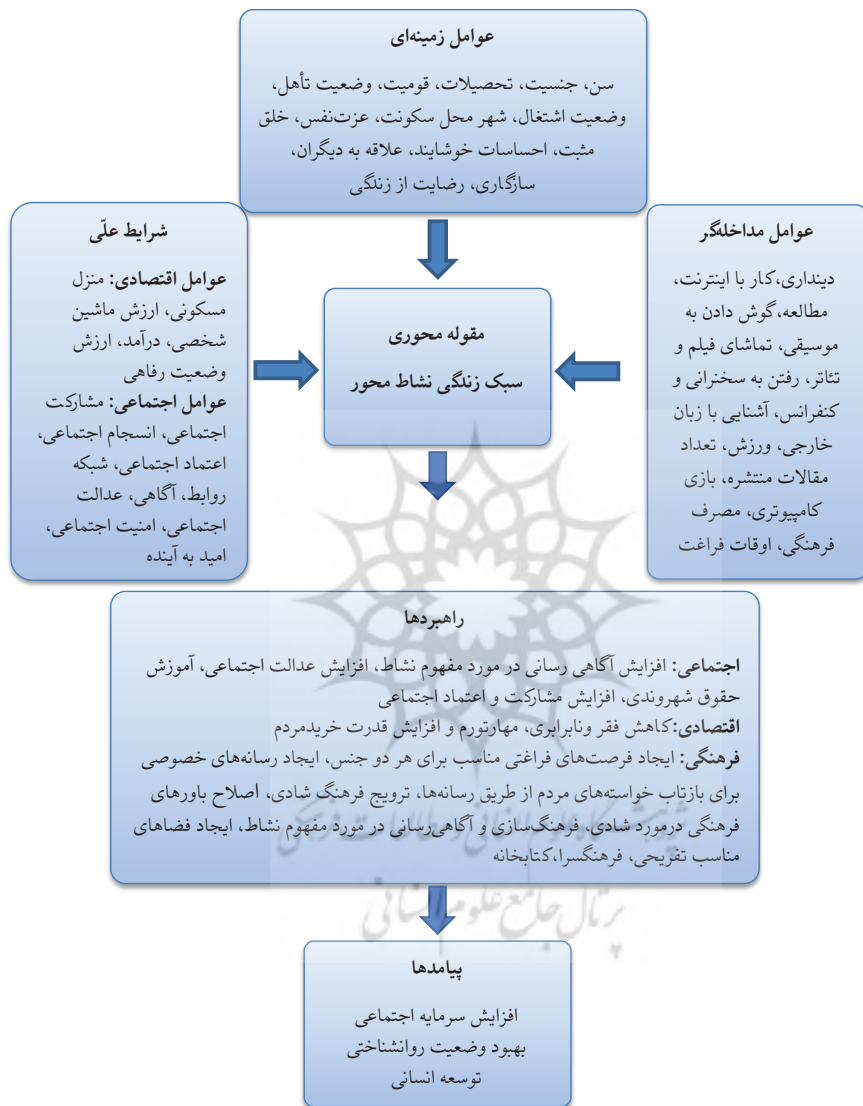 عوامل زمینه‌ای
سن، جنسیت، تحصیلات، قومیت، وضعیت تأهل،
وضعیت اشتغال، شهر محل سکونت، عزت‌نفس، خلق
مثبت، احساسات خوشایند، علاقه به دیگران،
سازگاری، رضایت از زندگی
عوامل مداخله‌گر
دینداری،کار با اینترنت،
مطالعه،گوش دادن به
موسیقی، تماشای فیلم و
تئاتر، رفتن به سخنرانی و
کنفرانس، آشنایی با زبان
خارجی، ورزش، تعداد
مقالات منتشره، بازی
کامپیوتری، مصرف
فرهنگی، اوقات فراغت
مقوله محوری
سبک زندگی نشاط محور
شرایط علّی
عوامل اقتصادی: منزل
مسکونی، ارزش ماشین
شخصی، درآمد، ارزش
وضعیت رفاهی
عوامل اجتماعی: مشارکت
اجتماعی، انسجام اجتماعی،
اعتماد اجتماعی، شبکه
روابط، آگاهی، عدالت
اجتماعی، امنیت اجتماعی،
امید به آینده
راهبردها
اجتماعی: افزایش آگاهی رسانی در مورد مفهوم نشاط، افزایش عدالت اجتماعی، آموزش
حقوق شهروندی، افزایش مشارکت و اعتماد اجتماعی
اقتصادی:کاهش فقر ونابرابری، مهارتورم و افزایش قدرت خریدمردم
فرهنگی: ایجاد فرصت‌های فراغتی مناسب برای هر دو جنس، ایجاد رسانه‌های خصوصی
برای بازتاب خواسته‌های مردم از طریق رسانه‌ها، ترویج فرهنگ شادی، اصلاح باورهای
فرهنگی درمورد شادی، فرهنگ‌سازی و آگاهی‌رسانی در مورد مفهوم نشاط، ایجاد فضاهای
مناسب تفریحی، فرهنگسرا،کتابخانه
پژوهشگاه علوم انسانی و مطالعات فرهنگی
پرتال جامع علوم انسانی
پیامدها
افزایش سرمایه اجتماعی
بهبود وضعیت روانشناختی
توسعه انسانی